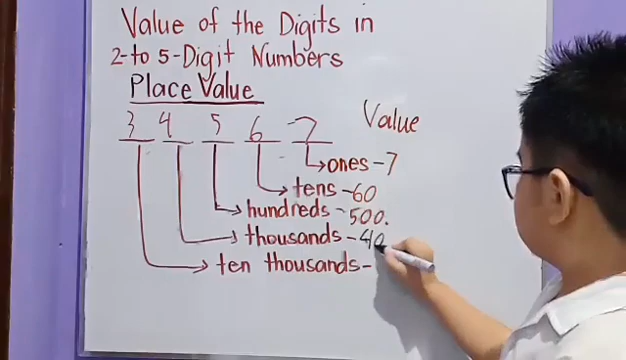 Value of the Digits in
2-to 5-Digit Numbers
Place Value
3 4 5 6 7 Value
ones-7
tens-60
hundreds-500.
thousands-40
ten thousands-